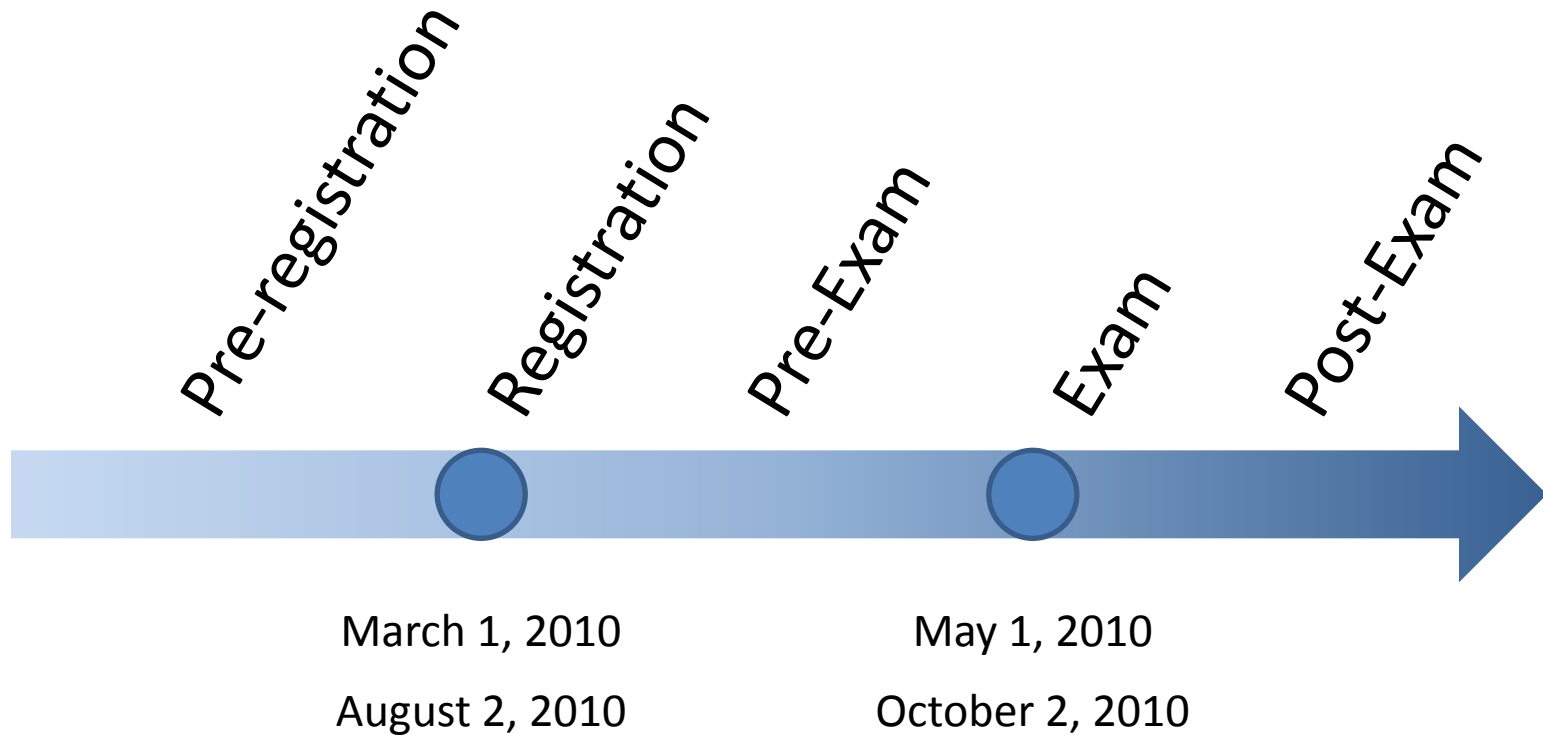 Pre-registration
Registration
Pre-Exam
Exam
Post-Exam
March 1, 2010
May 1, 2010
August 2, 2010
October 2, 2010